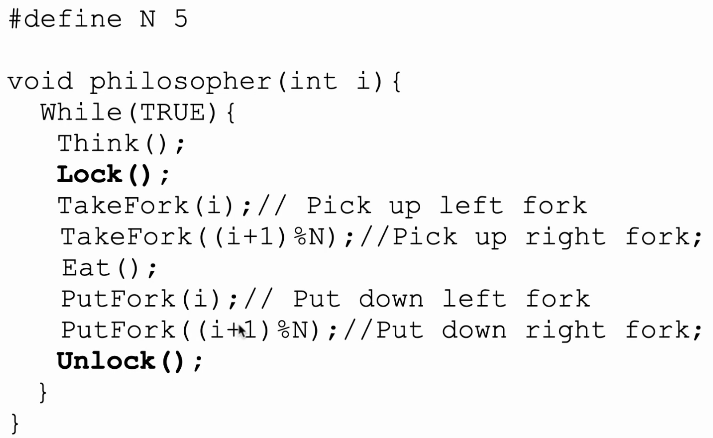 #define N 5
void philosopher(int i){
While(TRUE){
Think();
Lock();
TakeFork(i);// Pick up left fork
TakeFork((i+1)%N);//Pick up right fork;
Eat();
PutFork(i);// Put down left fork
PutFork((i+1)%N);//Put down right fork;
Unlock();
}
}